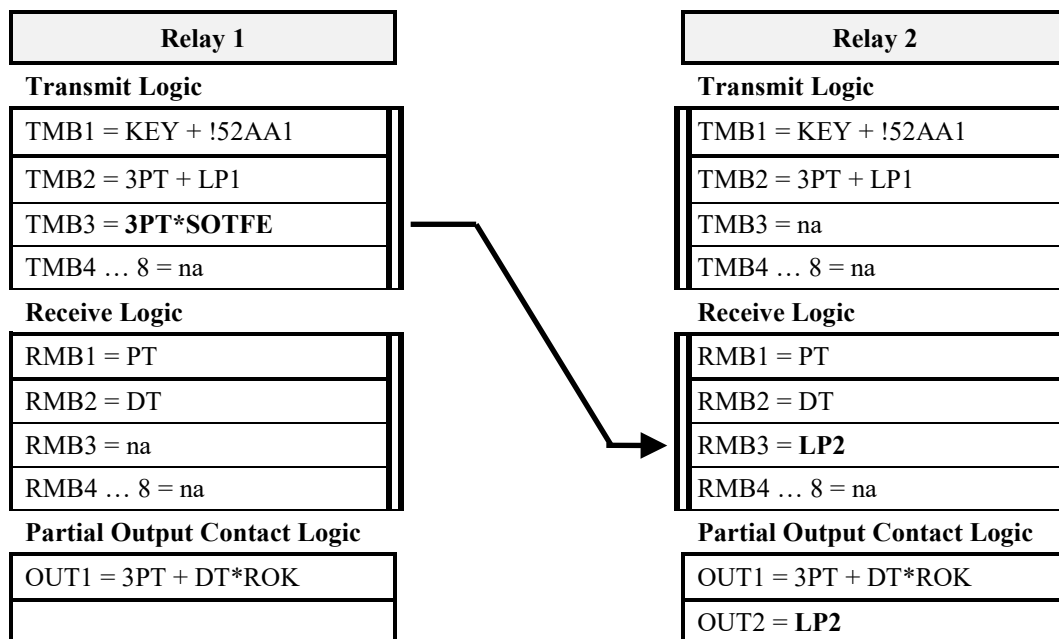 Relay 1
Transmit Logic
TMB1 = KEY + !52AA1
TMB2 = 3PT + LP1
TMB3 = 3PT*SOTFE
TMB4 … 8 = na
Receive Logic
RMB1 = PT
RMB2 = DT
RMB3 = na
RMB4 … 8 = na
Partial Output Contact Logic
OUT1 = 3PT + DT*ROK
Relay 2
Transmit Logic
TMB1 = KEY + !52AA1
TMB2 = 3PT + LP1
TMB3 = na
TMB4 … 8 = na
Receive Logic
RMB1 = PT
RMB2 = DT
RMB3 = LP2
RMB4 … 8 = na
Partial Output Contact Logic
OUT1 = 3PT + DT*ROK
OUT2 = LP2